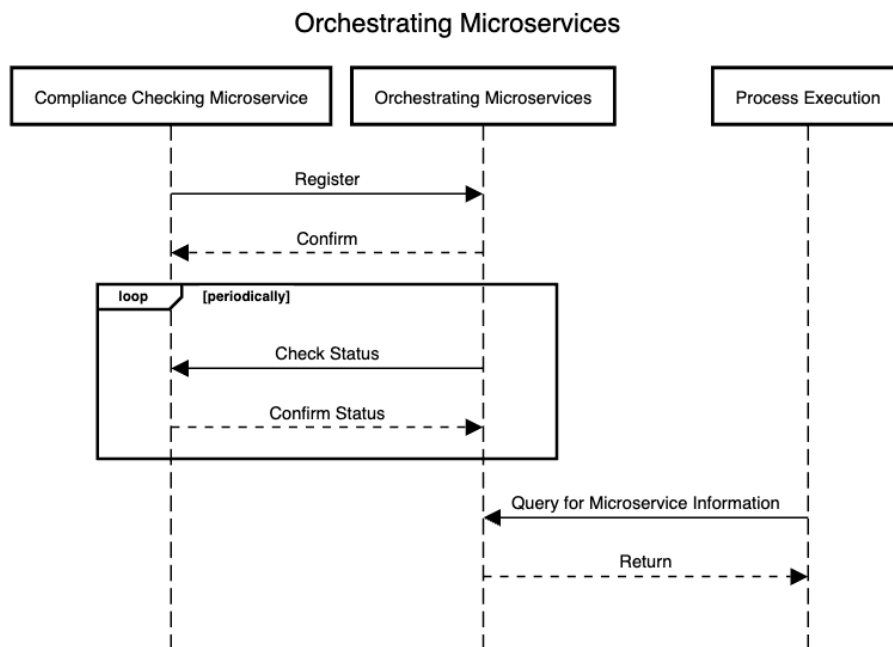 Orchestrating Microservices
Compliance Checking Microservice
Orchestrating Microservices
Process Execution
Register
Confirm
loop [periodically]
Check Status
Confirm Status
Query for Microservice Information
Return